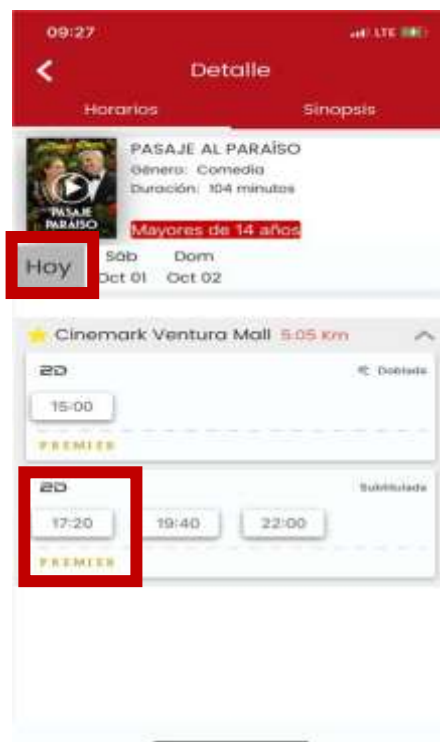 09:27 LTE
Detalle
Horarios Sinopsis
PASAJE AL PARAÍSO
Género: Comedia
Duración: 104 minutos
PASAJE
PARAÍSO
Mayores de 14 años
Hoy Sáb Dom
Oct 01 Oct 02
Cinemark Ventura Mall 5.05 Km
2D Doblada
15:00
PREMIER
2D Subtitulada
17:20 19:40 22:00
PREMIER